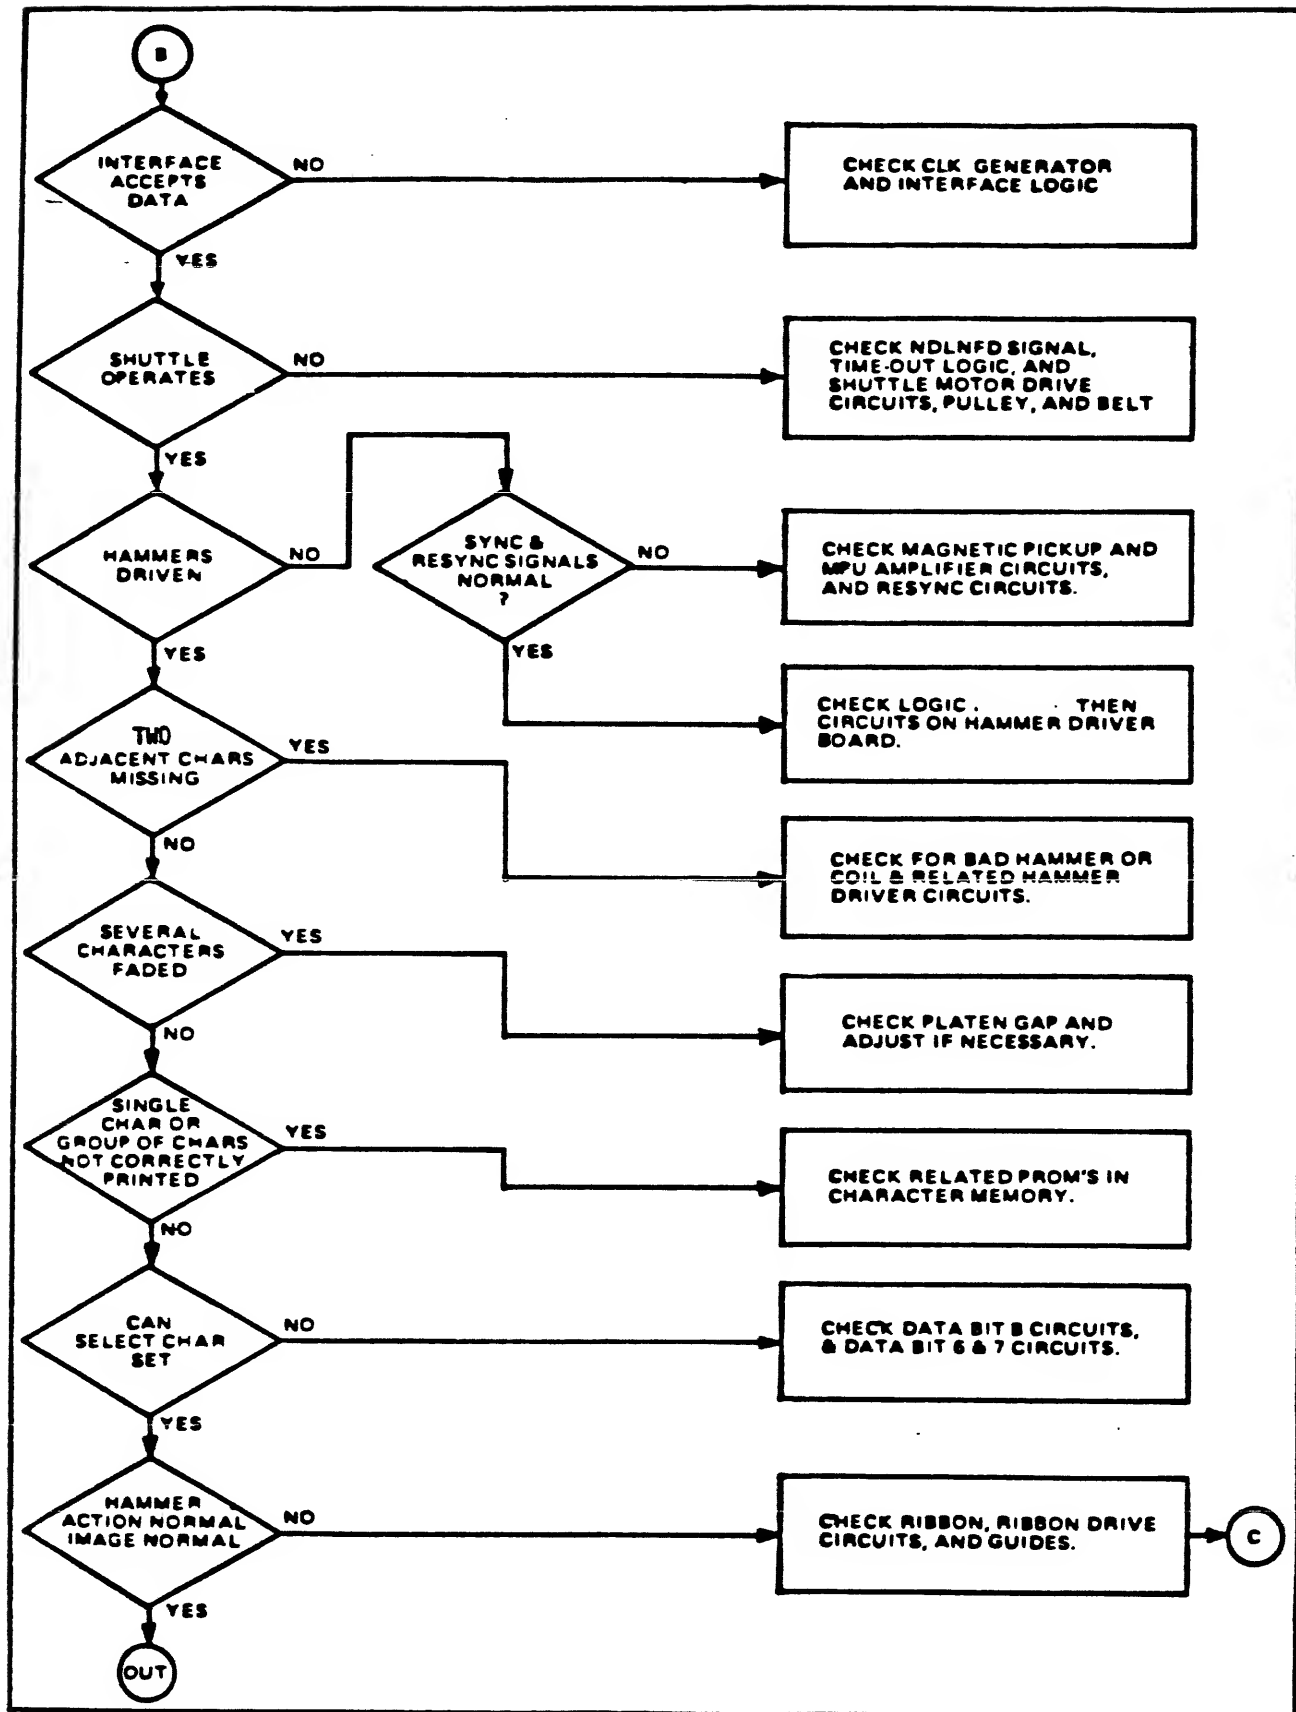 B
INTERFACE
ACCEPTS
DATA
NO
CHECK CLK GENERATOR
AND INTERFACE LOGIC
YES
SHUTTLE
OPERATES
NO
CHECK NDLNFD SIGNAL,
TIME-OUT LOGIC, AND
SHUTTLE MOTOR DRIVE
CIRCUITS, PULLEY, AND BELT
YES
HAMMERS
DRIVEN
NO
SYNC &
RESYNC SIGNALS
NORMAL
?
NO
CHECK MAGNETIC PICKUP AND
MPU AMPLIFIER CIRCUITS,
AND RESYNC CIRCUITS.
YES
YES
CHECK LOGIC. THEN
CIRCUITS ON HAMMER DRIVER
BOARD.
TWO
ADJACENT CHARS
MISSING
YES
CHECK FOR BAD HAMMER OR
COIL & RELATED HAMMER
DRIVER CIRCUITS.
NO
SEVERAL
CHARACTERS
FADED
YES
CHECK PLATEN GAP AND
ADJUST IF NECESSARY.
NO
SINGLE
CHAR OR
GROUP OF CHARS
NOT CORRECTLY
PRINTED
YES
CHECK RELATED PROM'S IN
CHARACTER MEMORY.
NO
CAN
SELECT CHAR
SET
NO
CHECK DATA BIT 8 CIRCUITS,
& DATA BIT 6 & 7 CIRCUITS.
YES
HAMMER
ACTION NORMAL
IMAGE NORMAL
NO
CHECK RIBBON, RIBBON DRIVE
CIRCUITS, AND GUIDES.
C
YES
OUT